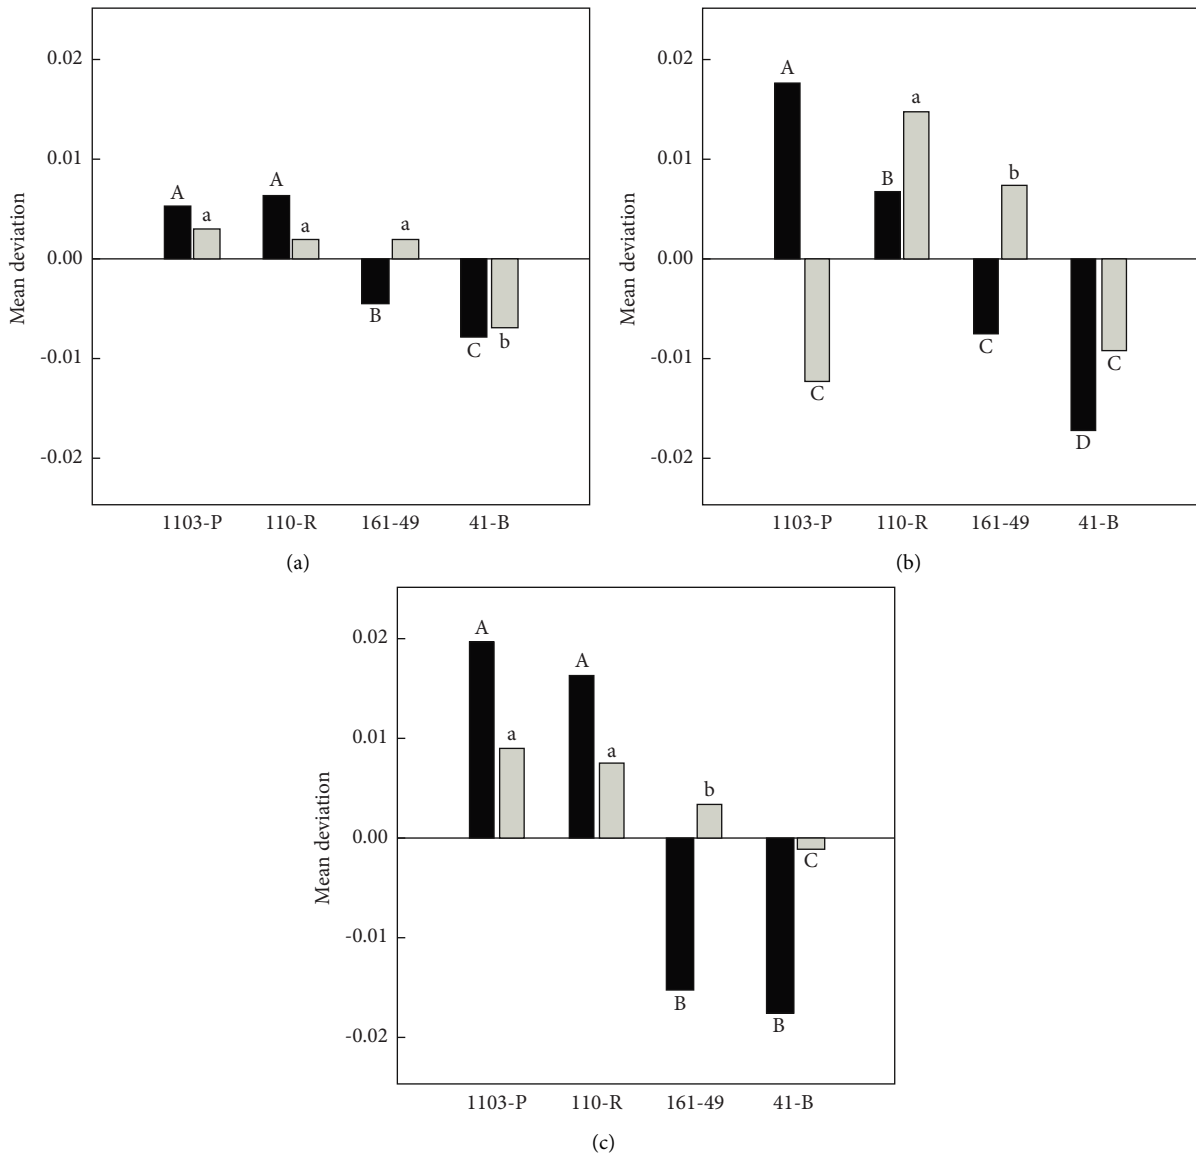 Mean deviation
0.02
0.01
0.00
-0.01
-0.02
A
a
A
a
B
a
C
b
1103-P 110-R 161-49 41-B
(a)
Mean deviation
0.02
0.01
0.00
-0.01
-0.02
A
C
B
a
C
b
D
C
1103-P 110-R 161-49 41-B
(b)
Mean deviation
0.02
0.01
0.00
-0.01
-0.02
A
a
A
a
B
b
B
C
1103-P 110-R 161-49 41-B
(c)